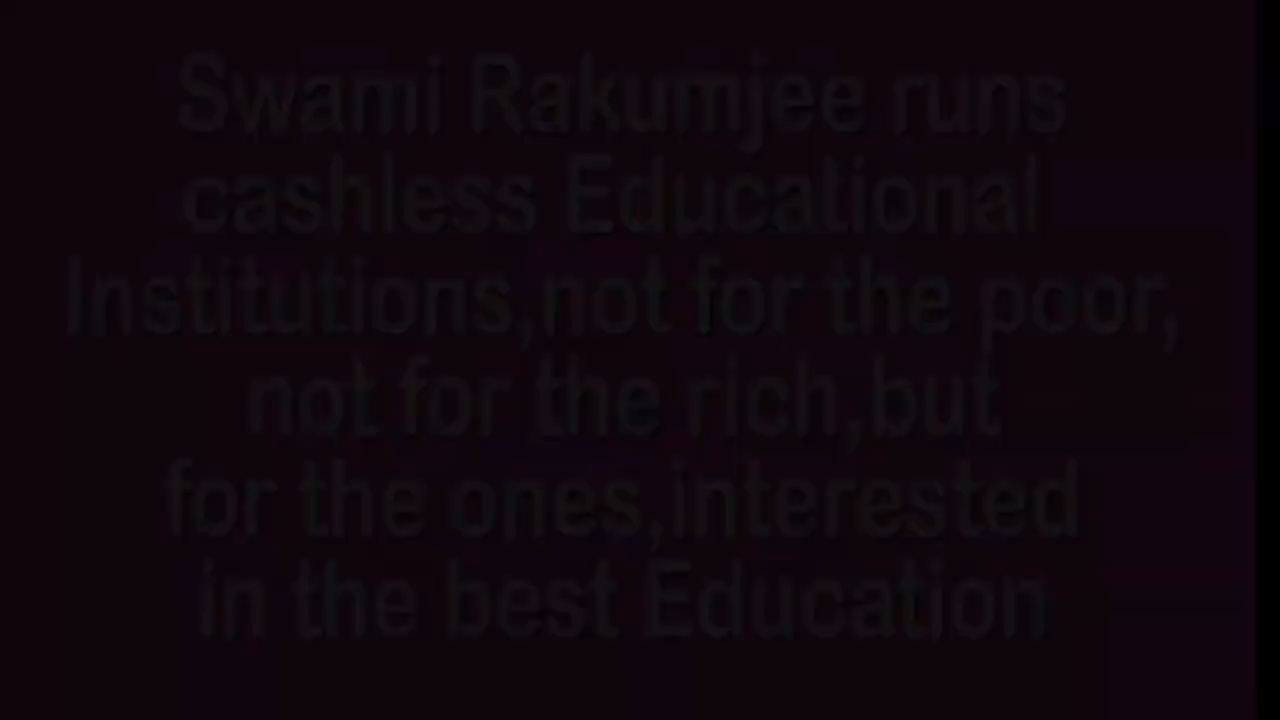 Swami Rakumjee runs
cashless Educational
Institutions,not for the poor,
not for the rich,but
for the ones,interested
in the best Education